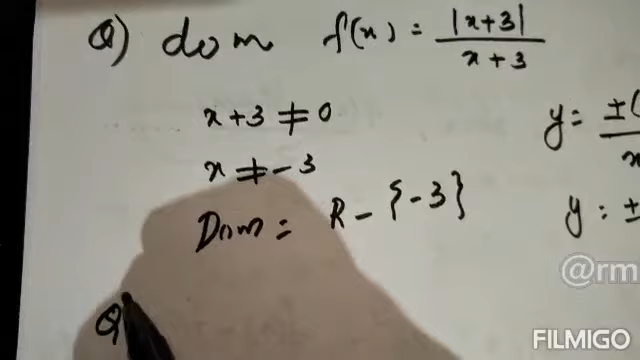 Q) dom f(x) = |x+3| / x+3
x+3 ≠ 0
x ≠ -3
Dom = R - {-3}
y = ±(
x
y = ±
Q
@rm
FILMIGO